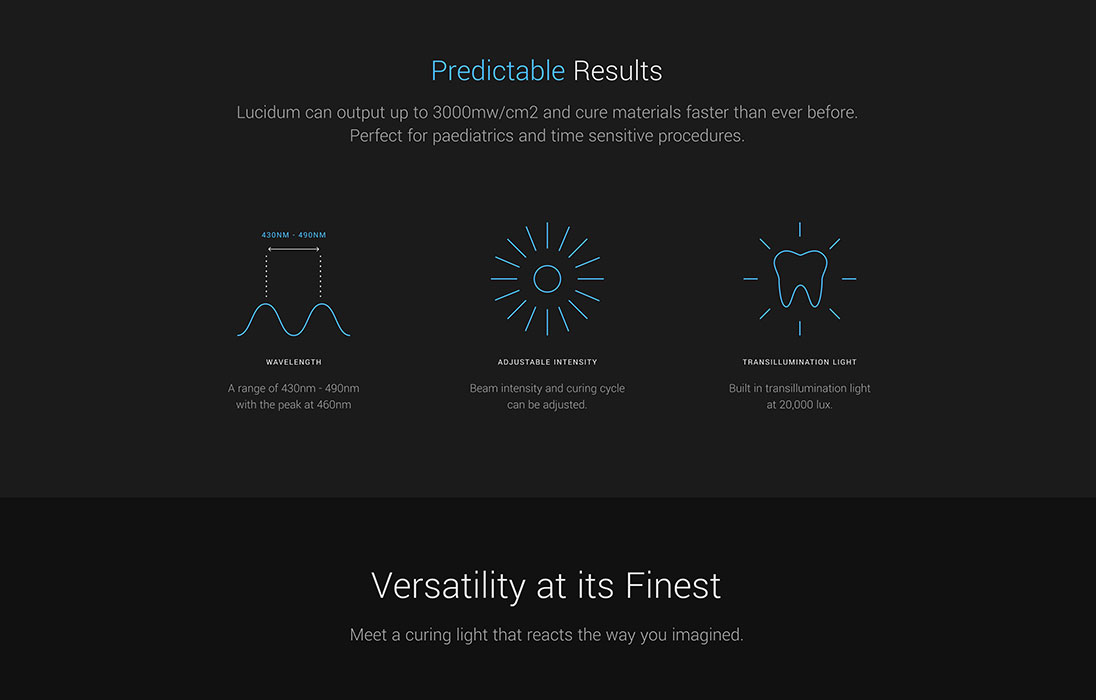 Predictable Results
Lucidum can output up to 3000mw/cm2 and cure materials faster than ever before.
Perfect for paediatrics and time sensitive procedures.
430NM - 490NM
WAVELENGTH
A range of 430nm - 490nm
with the peak at 460nm
ADJUSTABLE INTENSITY
Beam intensity and curing cycle
can be adjusted.
TRANSILLUMINATION LIGHT
Built in transillumination light
at 20,000 lux.
Versatility at its Finest
Meet a curing light that reacts the way you imagined.